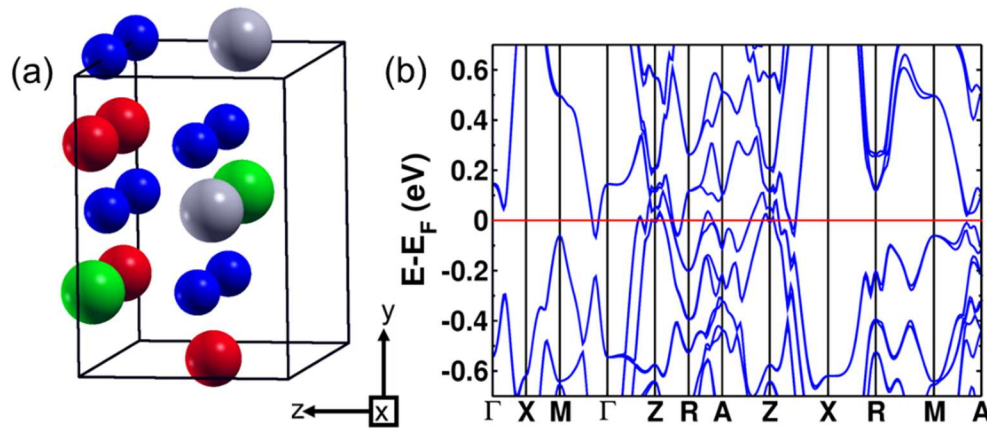 (a)
y
z
x
(b)
E-E_F (eV)
0.6
0.4
0.2
0
-0.2
-0.4
-0.6
Γ X M Γ Z R A Z X R M A